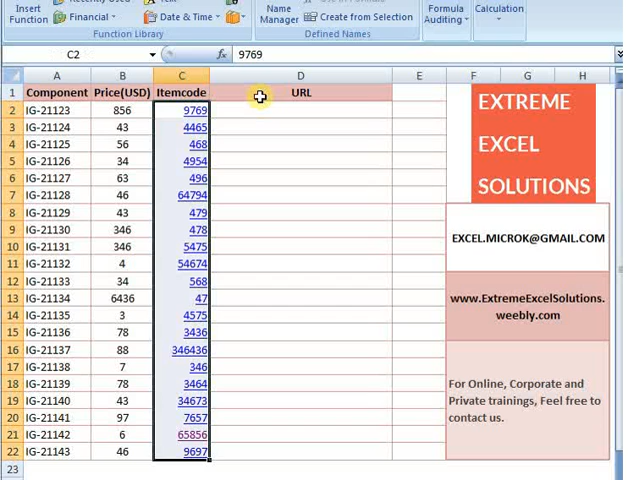 Insert
Function
Financial
Date & Time
Name
Manager
Create from Selection
Formula
Auditing
Calculation
Function Library
Defined Names
C2
fx
9769
A B C D E F G H
1 Component Price(USD) Itemcode URL
2 IG-21123 856 9769
3 IG-21124 43 4465
4 IG-21125 56 468
5 IG-21126 34 4954
6 IG-21127 63 496
7 IG-21128 46 64794
8 IG-21129 43 479
9 IG-21130 346 478
10 IG-21131 346 5475
11 IG-21132 4 54674
12 IG-21133 34 568
13 IG-21134 6436 47
14 IG-21135 3 4575
15 IG-21136 78 3436
16 IG-21137 88 346436
17 IG-21138 7 346
18 IG-21139 78 3464
19 IG-21140 43 34673
20 IG-21141 97 7657
21 IG-21142 6 65856
22 IG-21143 46 9697
23
EXTREME
EXCEL
SOLUTIONS
EXCEL.MICROK@GMAIL.COM
www.ExtremeExcelSolutions.
weebly.com
For Online, Corporate and
Private trainings, Feel free to
contact us.